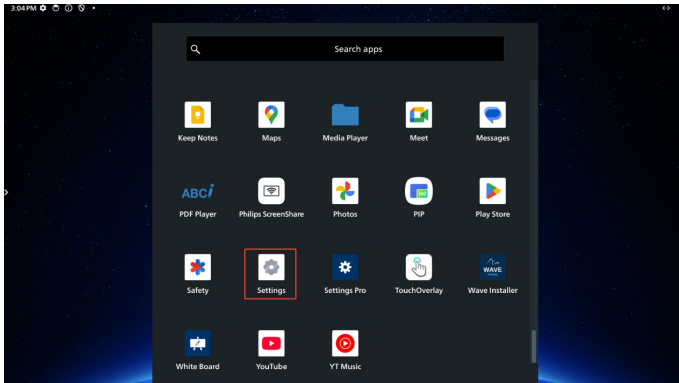 3:04 PM
Search apps
Keep Notes Maps Media Player Meet Messages
ABCi
PDF Player Philips ScreenShare Photos PIP Play Store
WAVE
Safety Settings Settings Pro TouchOverlay Wave Installer
White Board YouTube YT Music